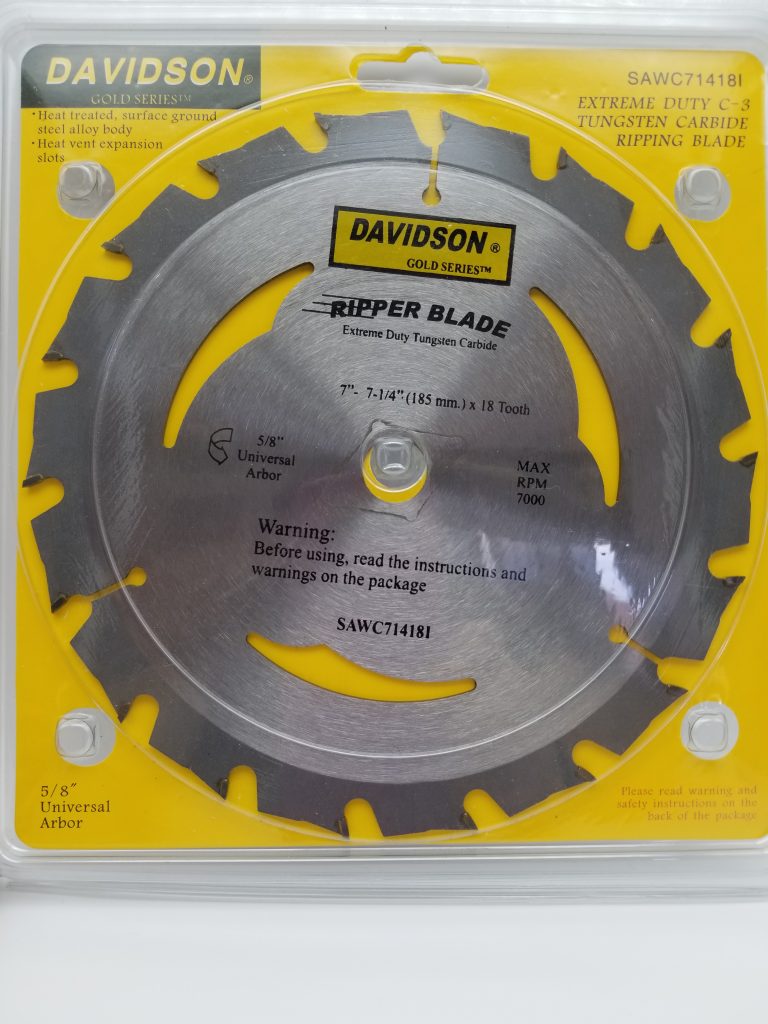 DAVIDSON®
GOLD SERIES™
·Heat treated, surface ground
steel alloy body
·Heat vent expansion
slots
SAWC71418I
EXTREME DUTY C-3
TUNGSTEN CARBIDE
RIPPING BLADE
DAVIDSON®
GOLD SERIES™
RIPPER BLADE
Extreme Duty Tungsten Carbide
7"- 7-1/4" (185 mm.) x 18 Tooth
5/8"
Universal
Arbor
MAX
RPM
7000
Warning:
Before using, read the instructions and
warnings on the package
SAWC71418I
5/8"
Universal
Arbor
Please read warning and
safety instructions on the
back of the package